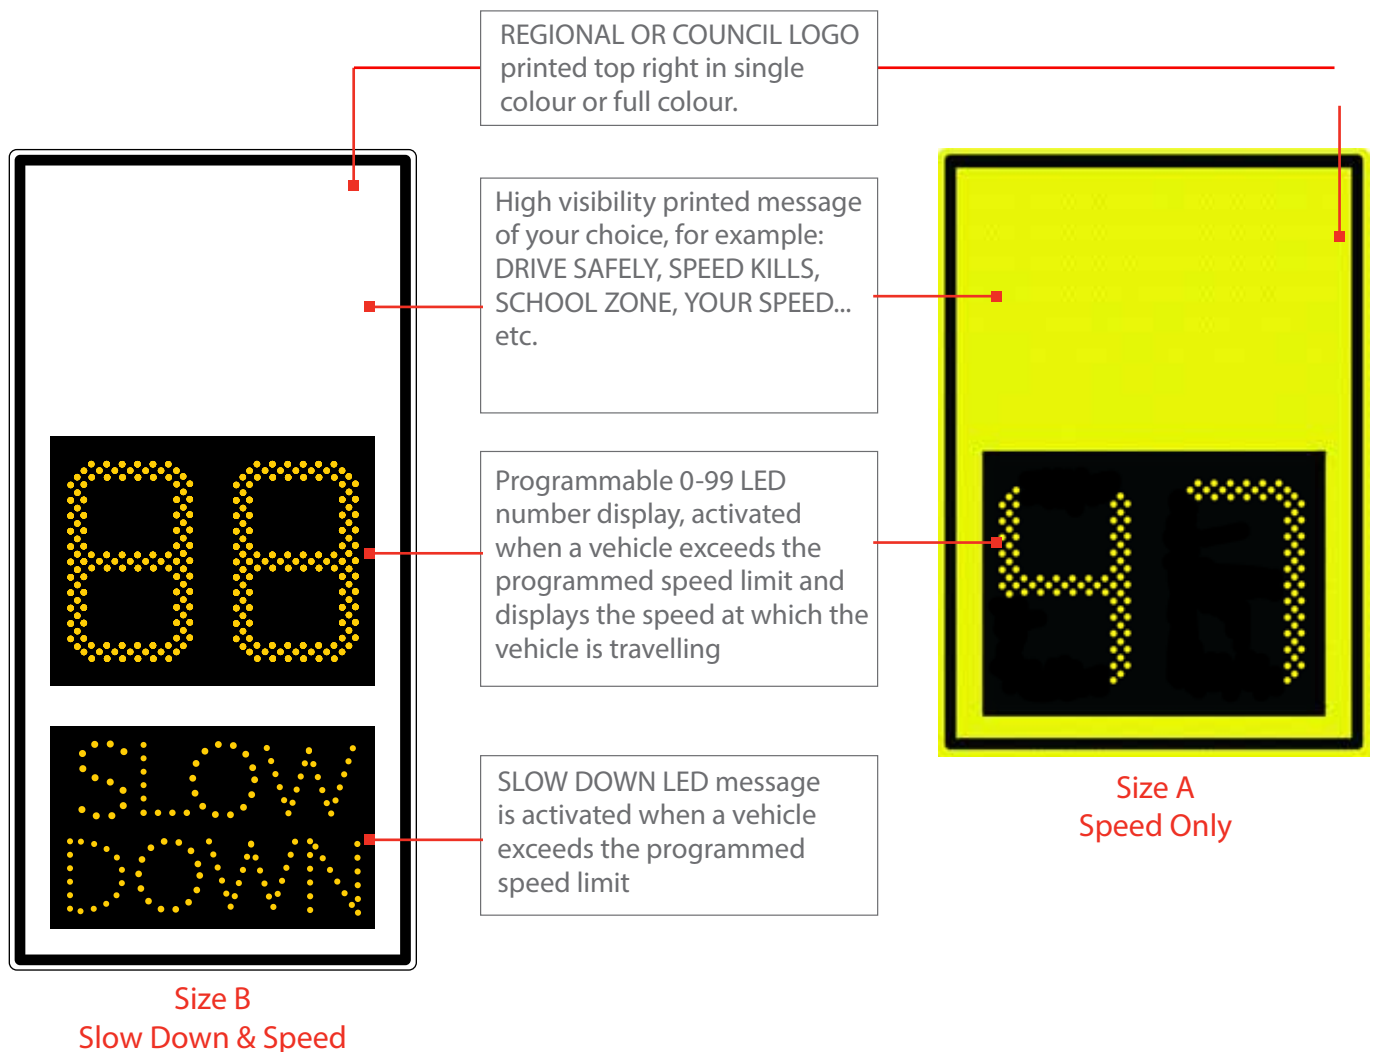 REGIONAL OR COUNCIL LOGO
printed top right in single
colour or full colour.
High visibility printed message
of your choice, for example:
DRIVE SAFELY, SPEED KILLS,
SCHOOL ZONE, YOUR SPEED...
etc.
Programmable 0-99 LED
number display, activated
when a vehicle exceeds the
programmed speed limit and
displays the speed at which the
vehicle is travelling
SLOW DOWN LED message
is activated when a vehicle
exceeds the programmed
speed limit
88
SLOW
DOWN
Size B
Slow Down & Speed
47
Size A
Speed Only